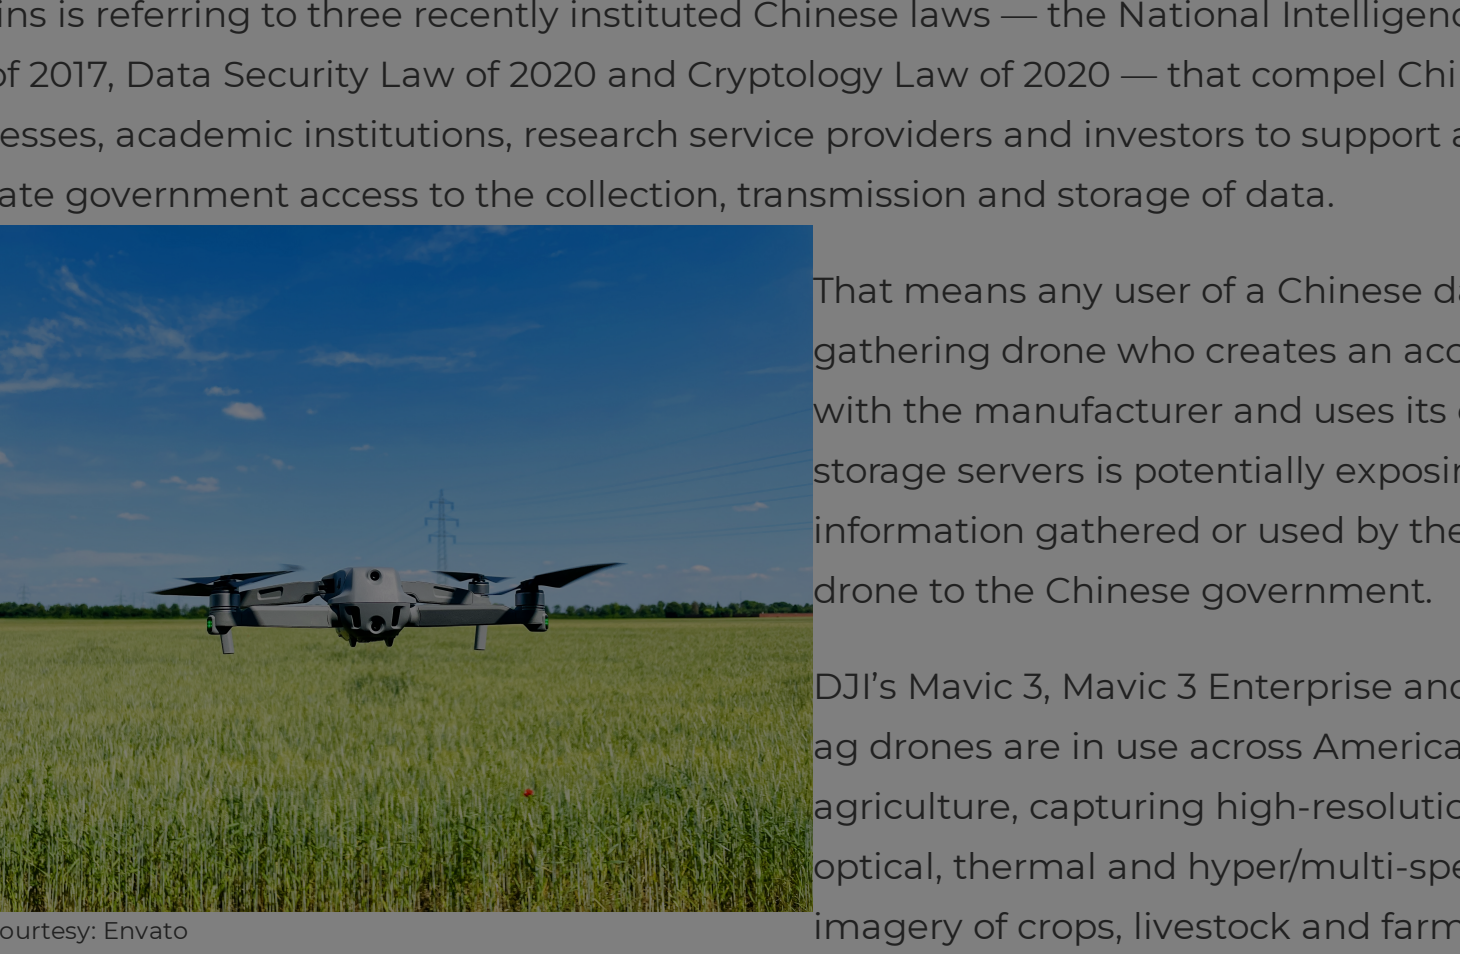 ins is referring to three recently instituted Chinese laws — the National Intelligenc
of 2017, Data Security Law of 2020 and Cryptology Law of 2020 — that compel Chi
esses, academic institutions, research service providers and investors to support a
ate government access to the collection, transmission and storage of data.
That means any user of a Chinese da
gathering drone who creates an acc
with the manufacturer and uses its
storage servers is potentially exposin
information gathered or used by the
drone to the Chinese government.
DJI’s Mavic 3, Mavic 3 Enterprise and
ag drones are in use across America
agriculture, capturing high-resolutio
optical, thermal and hyper/multi-spe
imagery of crops, livestock and farm
ourtesy: Envato